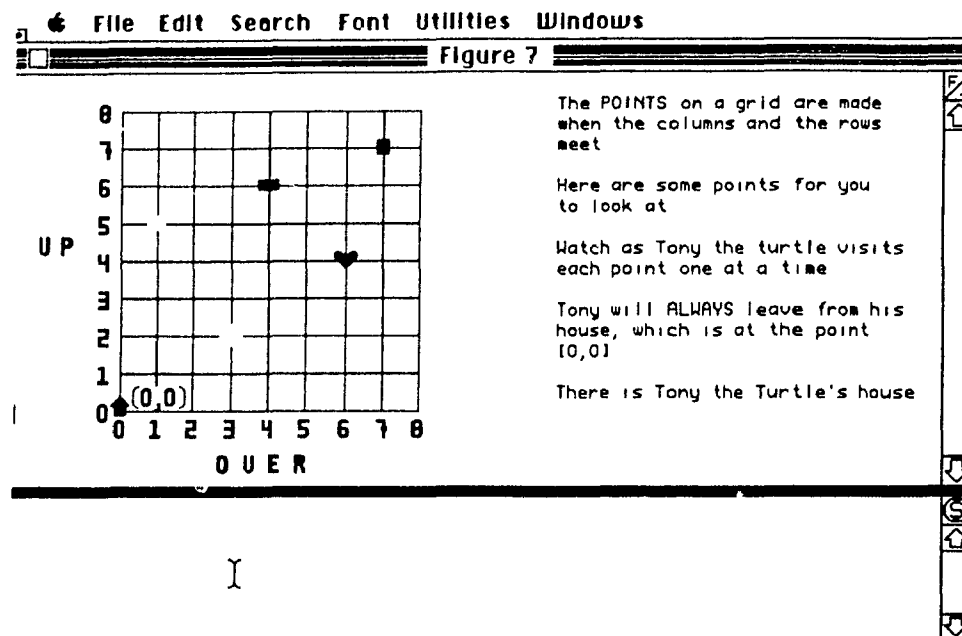 File Edit Search Font Utilities Windows
Figure 7
8
7
6
5
4
3
2
1
0
UP
(0,0)
0 1 2 3 4 5 6 7 8
OVER
The POINTS on a grid are made
when the columns and the rows
meet
Here are some points for you
to look at
Watch as Tony the turtle visits
each point one at a time
Tony will ALWAYS leave from his
house, which is at the point
[0,0]
There is Tony the Turtle's house